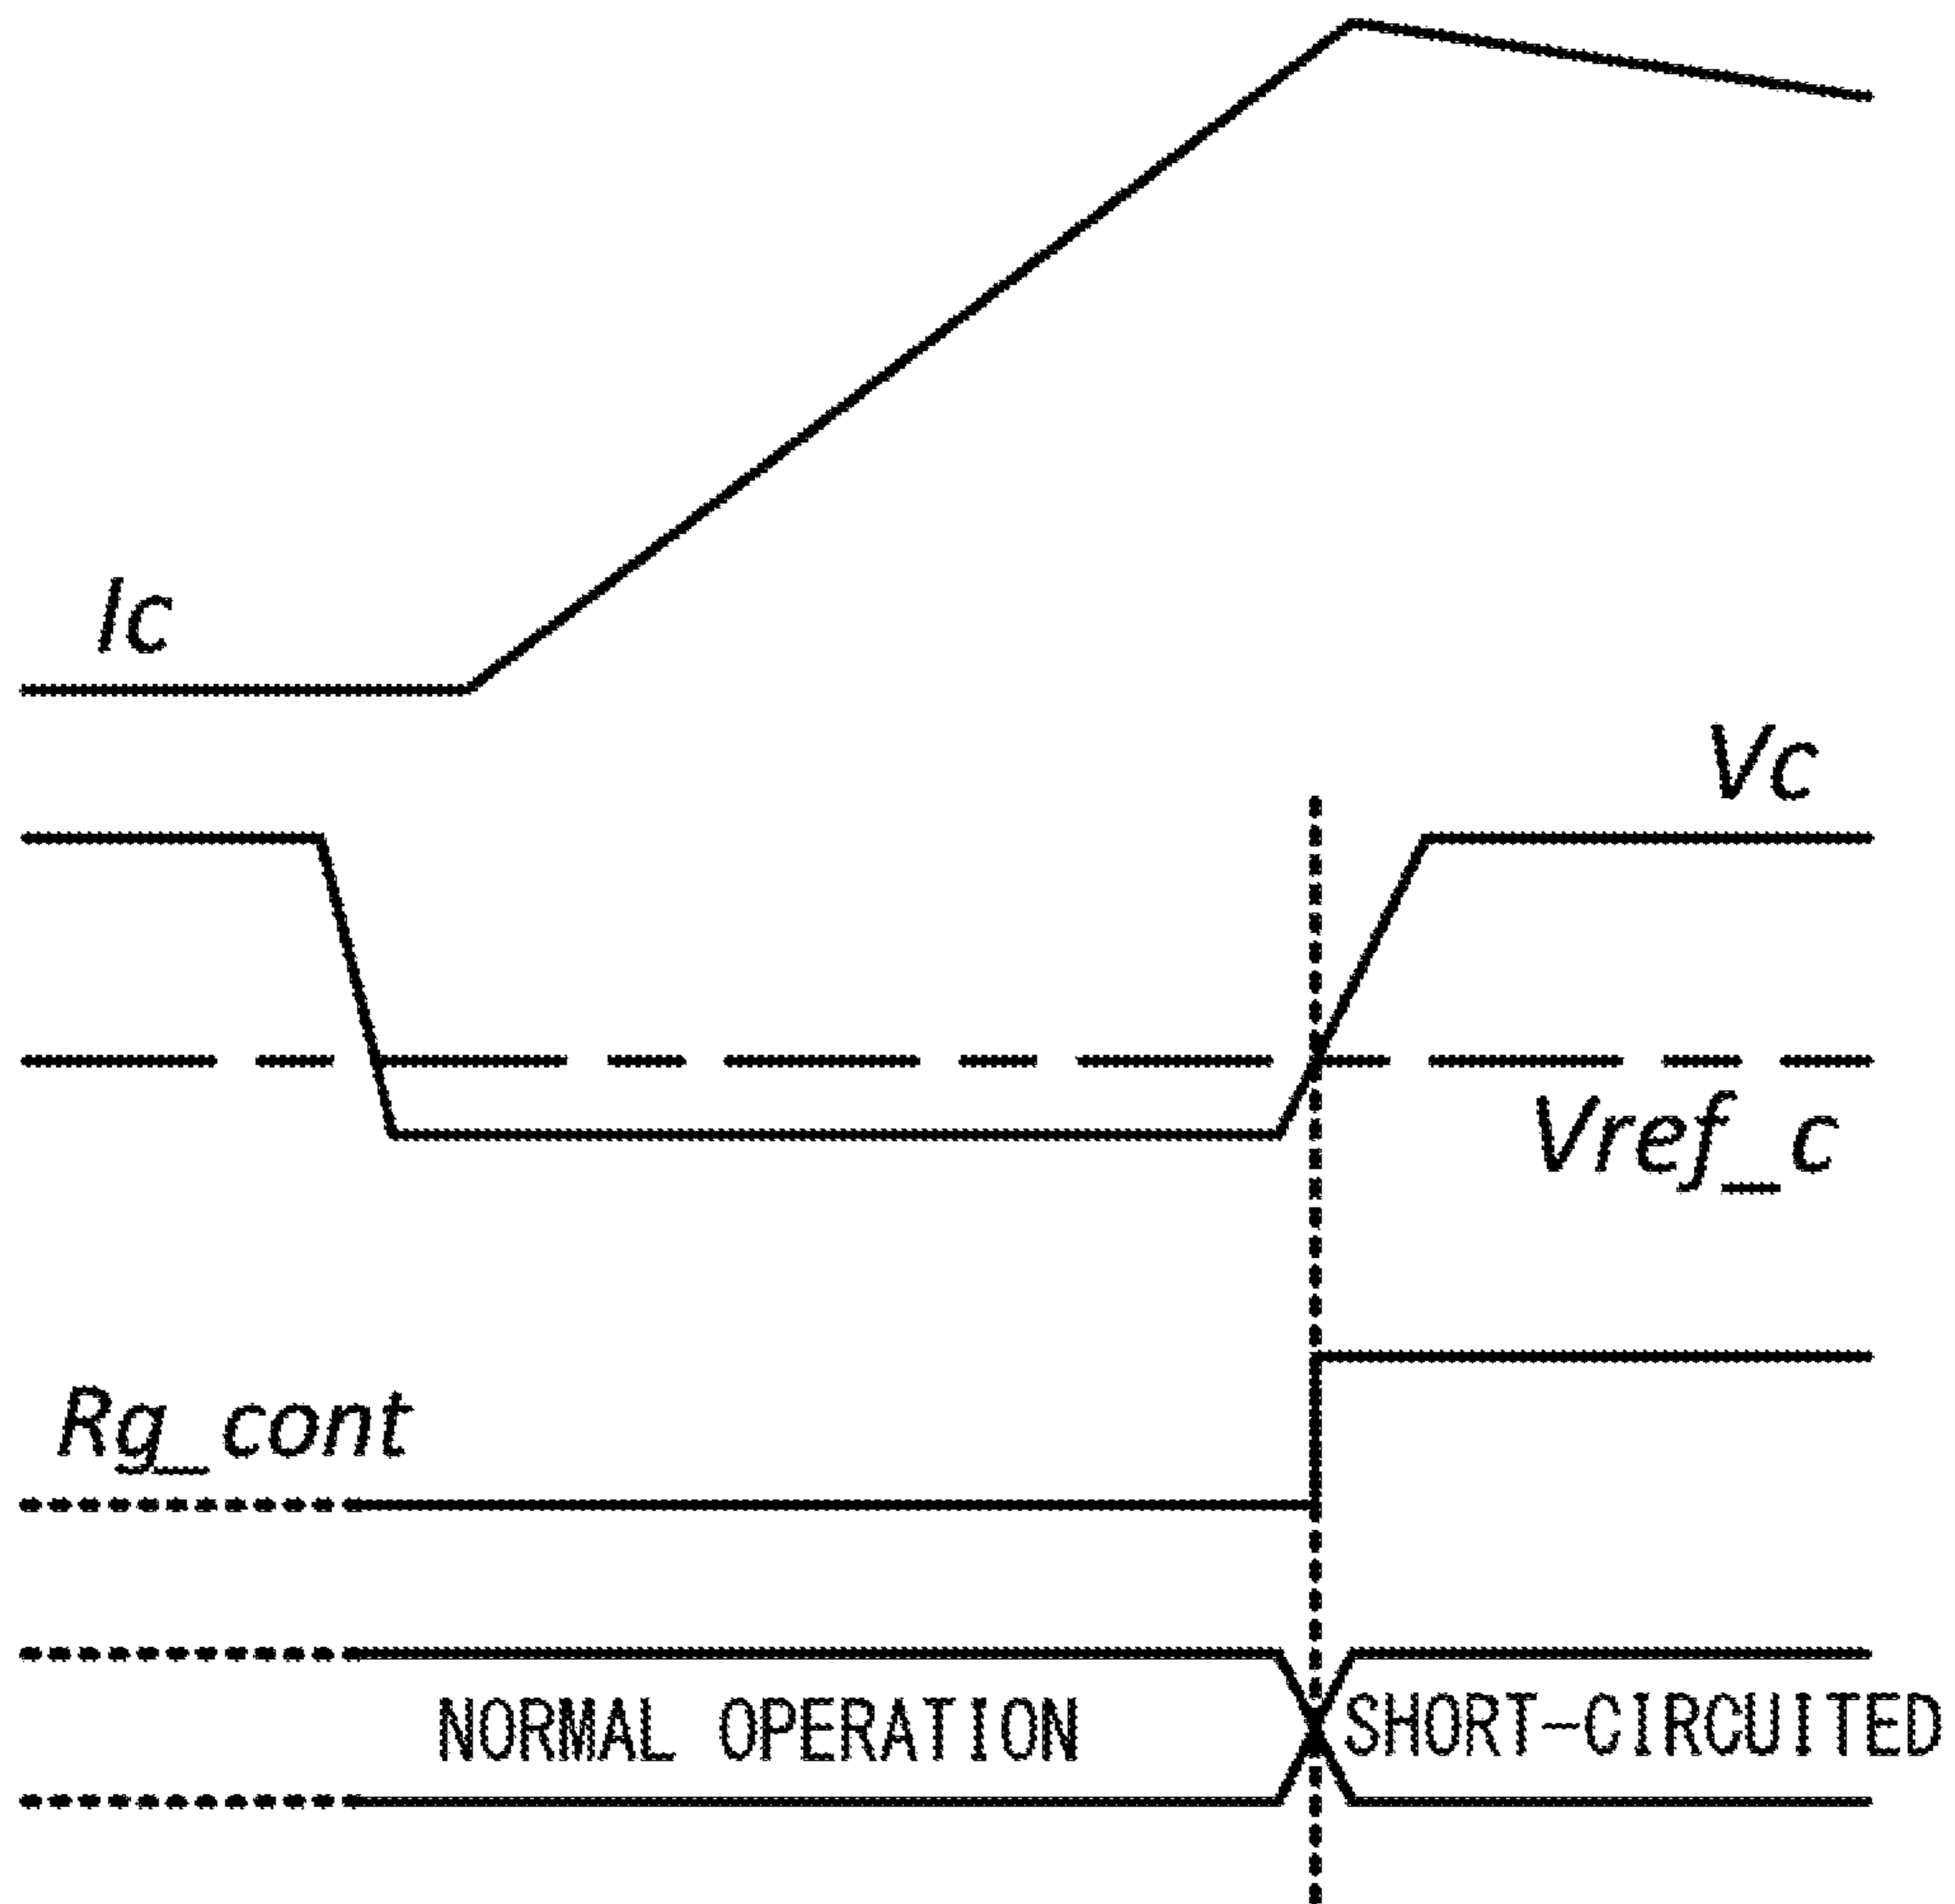 Ic
Vc
Vref_c
Rg_cont
NORMAL OPERATION
SHORT-CIRCUITED